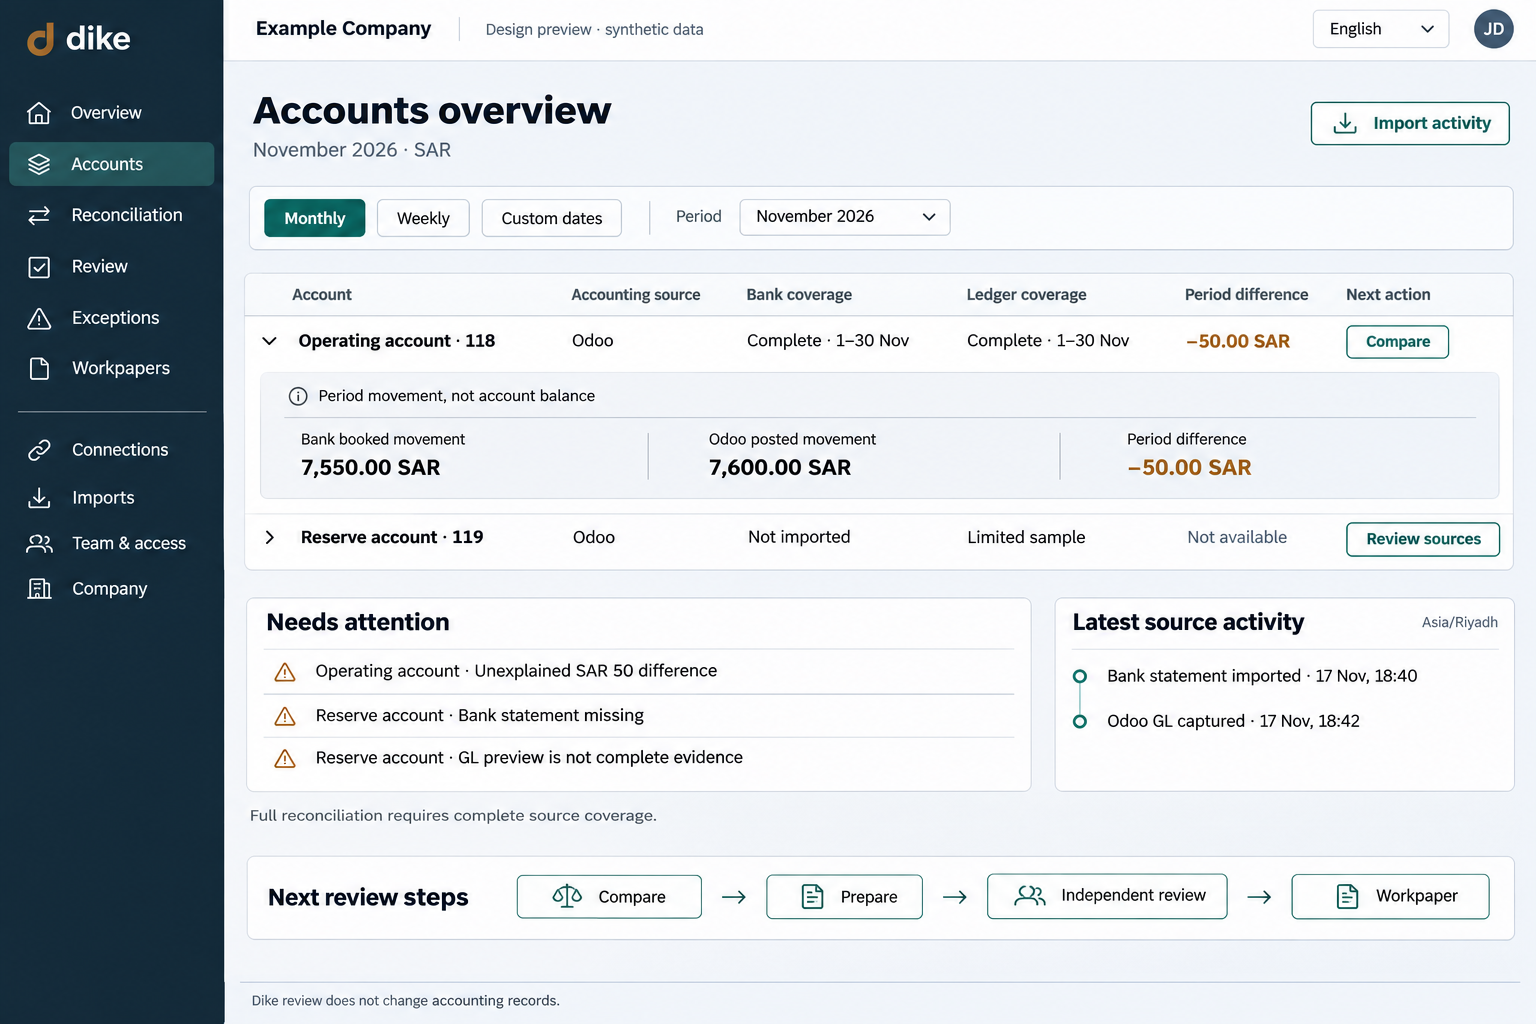 dike
Example Company
Design preview · synthetic data
English
JD
Overview
Accounts
Reconciliation
Review
Exceptions
Workpapers
Connections
Imports
Team & access
Company
Accounts overview
November 2026 · SAR
Import activity
Monthly Weekly Custom dates Period November 2026
Account Accounting source Bank coverage Ledger coverage Period difference Next action
Operating account · 118 Odoo Complete · 1–30 Nov Complete · 1–30 Nov –50.00 SAR Compare
Period movement, not account balance
Bank booked movement Odoo posted movement Period difference
7,550.00 SAR 7,600.00 SAR –50.00 SAR
Reserve account · 119 Odoo Not imported Limited sample Not available Review sources
Needs attention
Operating account · Unexplained SAR 50 difference
Reserve account · Bank statement missing
Reserve account · GL preview is not complete evidence
Latest source activity Asia/Riyadh
Bank statement imported · 17 Nov, 18:40
Odoo GL captured · 17 Nov, 18:42
Full reconciliation requires complete source coverage.
Next review steps Compare Prepare Independent review Workpaper
Dike review does not change accounting records.